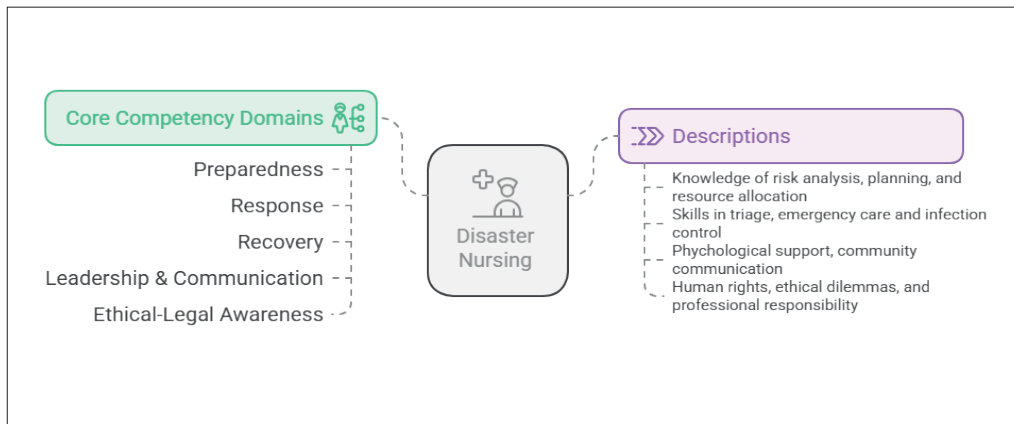 Core Competency Domains
Preparedness
Response
Recovery
Leadership & Communication
Ethical-Legal Awareness
Disaster
Nursing
Descriptions
Knowledge of risk analysis, planning, and
resource allocation
Skills in triage, emergency care and infection
control
Phychological support, community
communication
Human rights, ethical dilemmas, and
professional responsibility